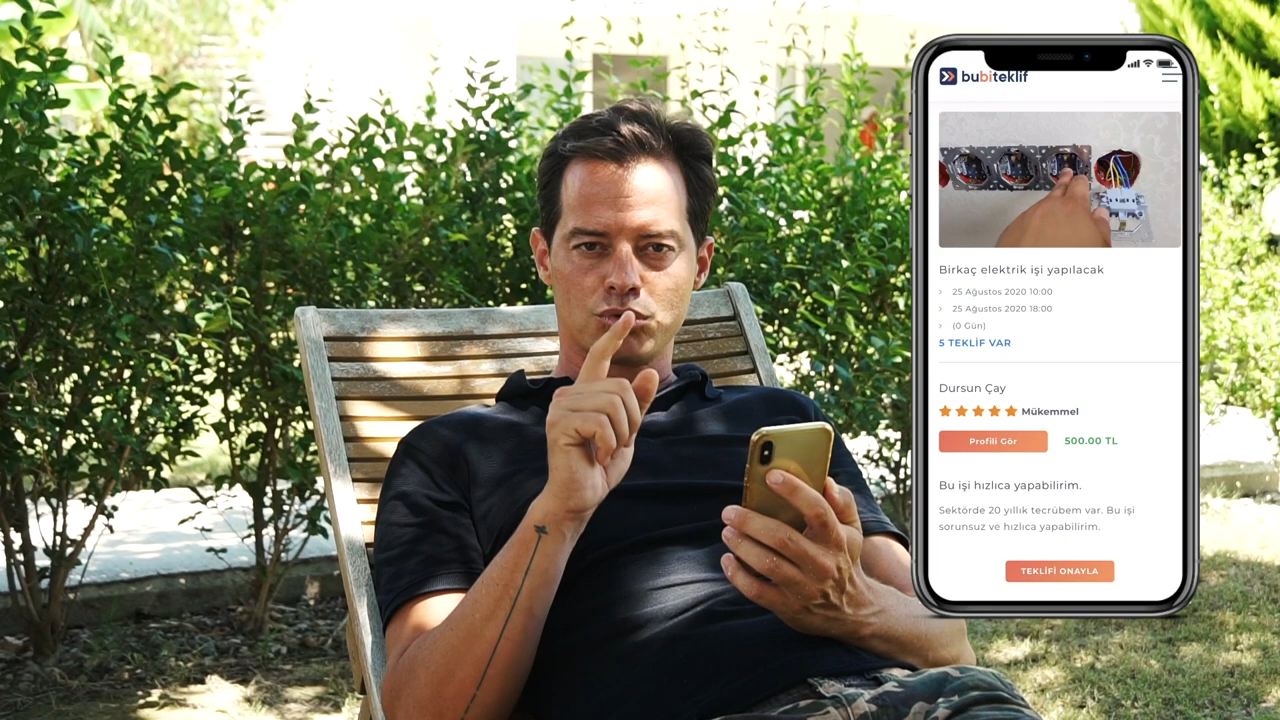 bubiteklif
Birkaç elektrik işi yapılacak
25 Ağustos 2020 10:00
25 Ağustos 2020 18:00
(0 Gün)
5 TEKLİF VAR
Dursun Çay
Mükemmel
Profili Gör 500.00 TL
Bu işi hızlıca yapabilirim.
Sektörde 20 yıllık tecrübem var. Bu işi
sorunsuz ve hızlıca yapabilirim.
TEKLİFİ ONAYLA